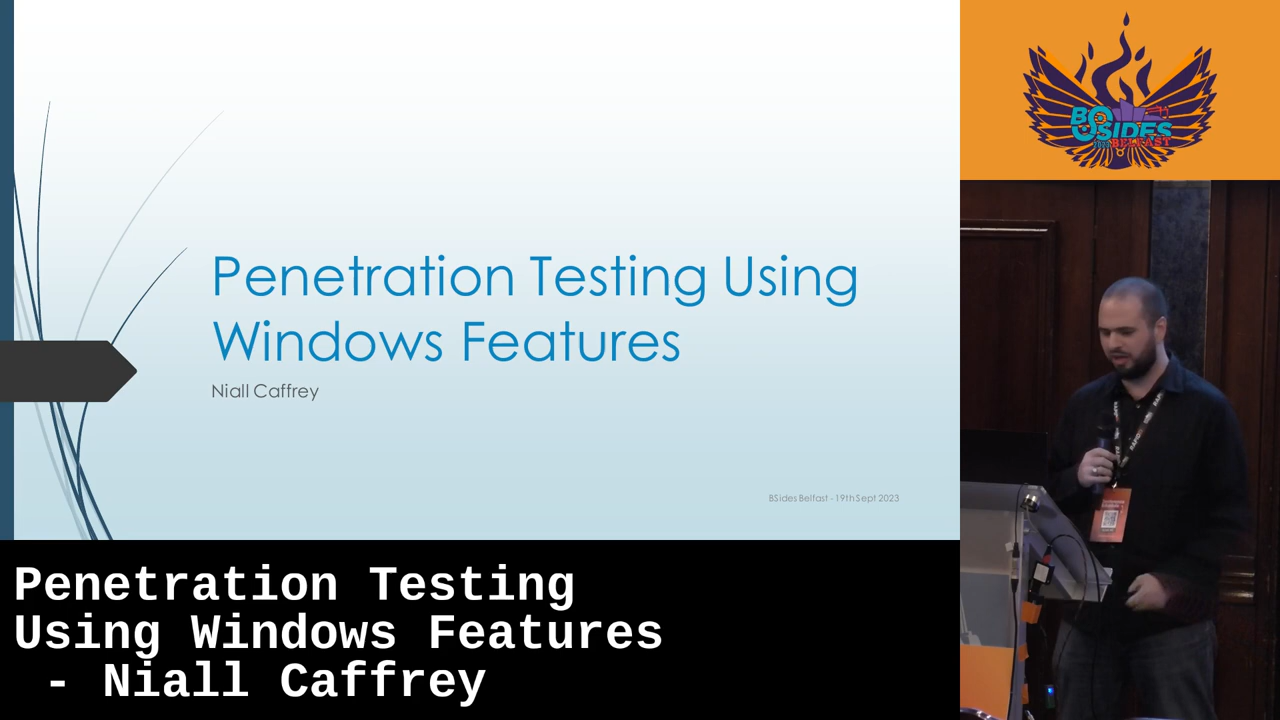 Penetration Testing Using
Windows Features
Niall Caffrey
BSides Belfast - 19th Sept 2023
BSIDES
2023 BELFAST
Penetration Testing
Using Windows Features
- Niall Caffrey